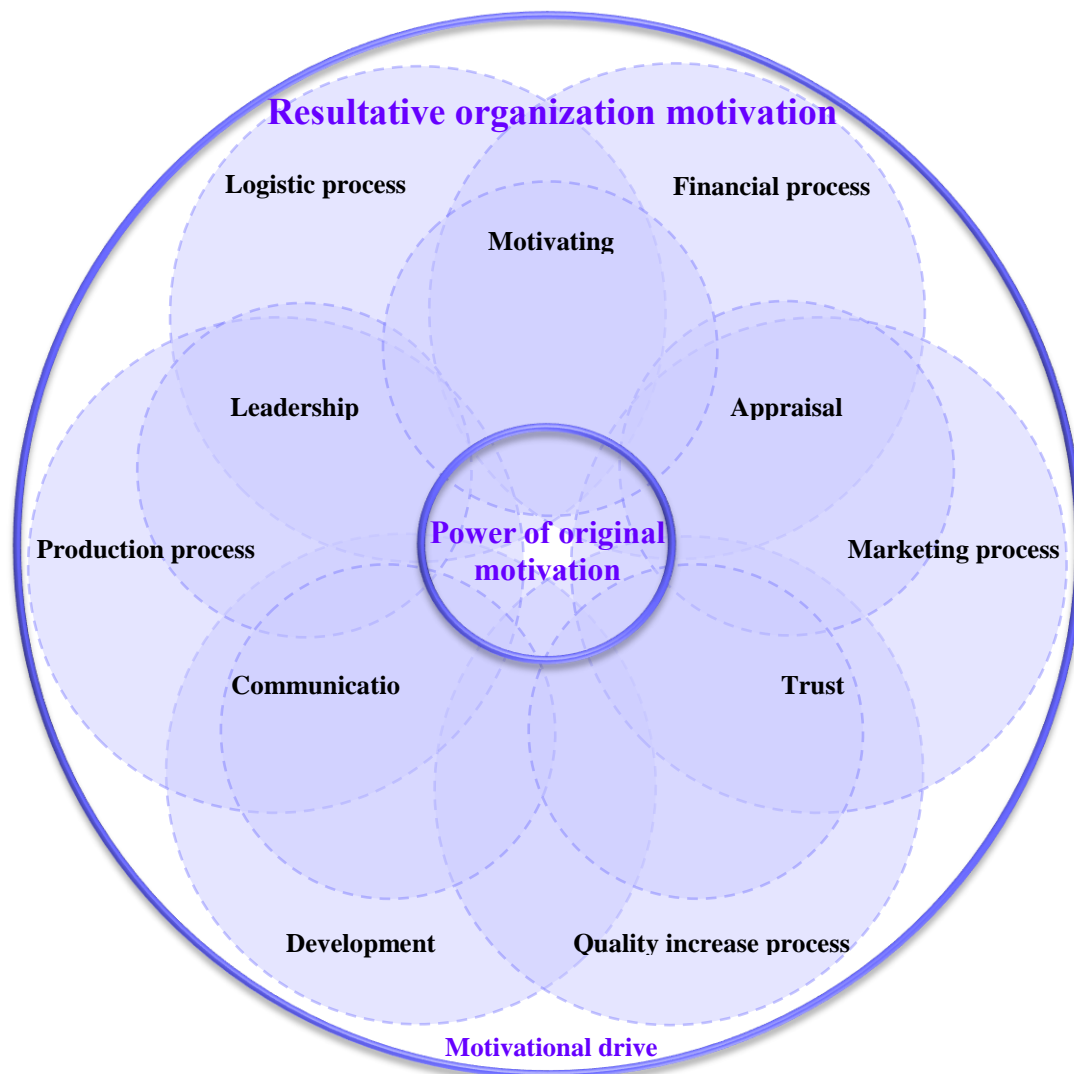 Resultative organization motivation
Logistic process
Financial process
Motivating
Leadership
Appraisal
Power of original
motivation
Production process
Marketing process
Communicatio
Trust
Development
Quality increase process
Motivational drive